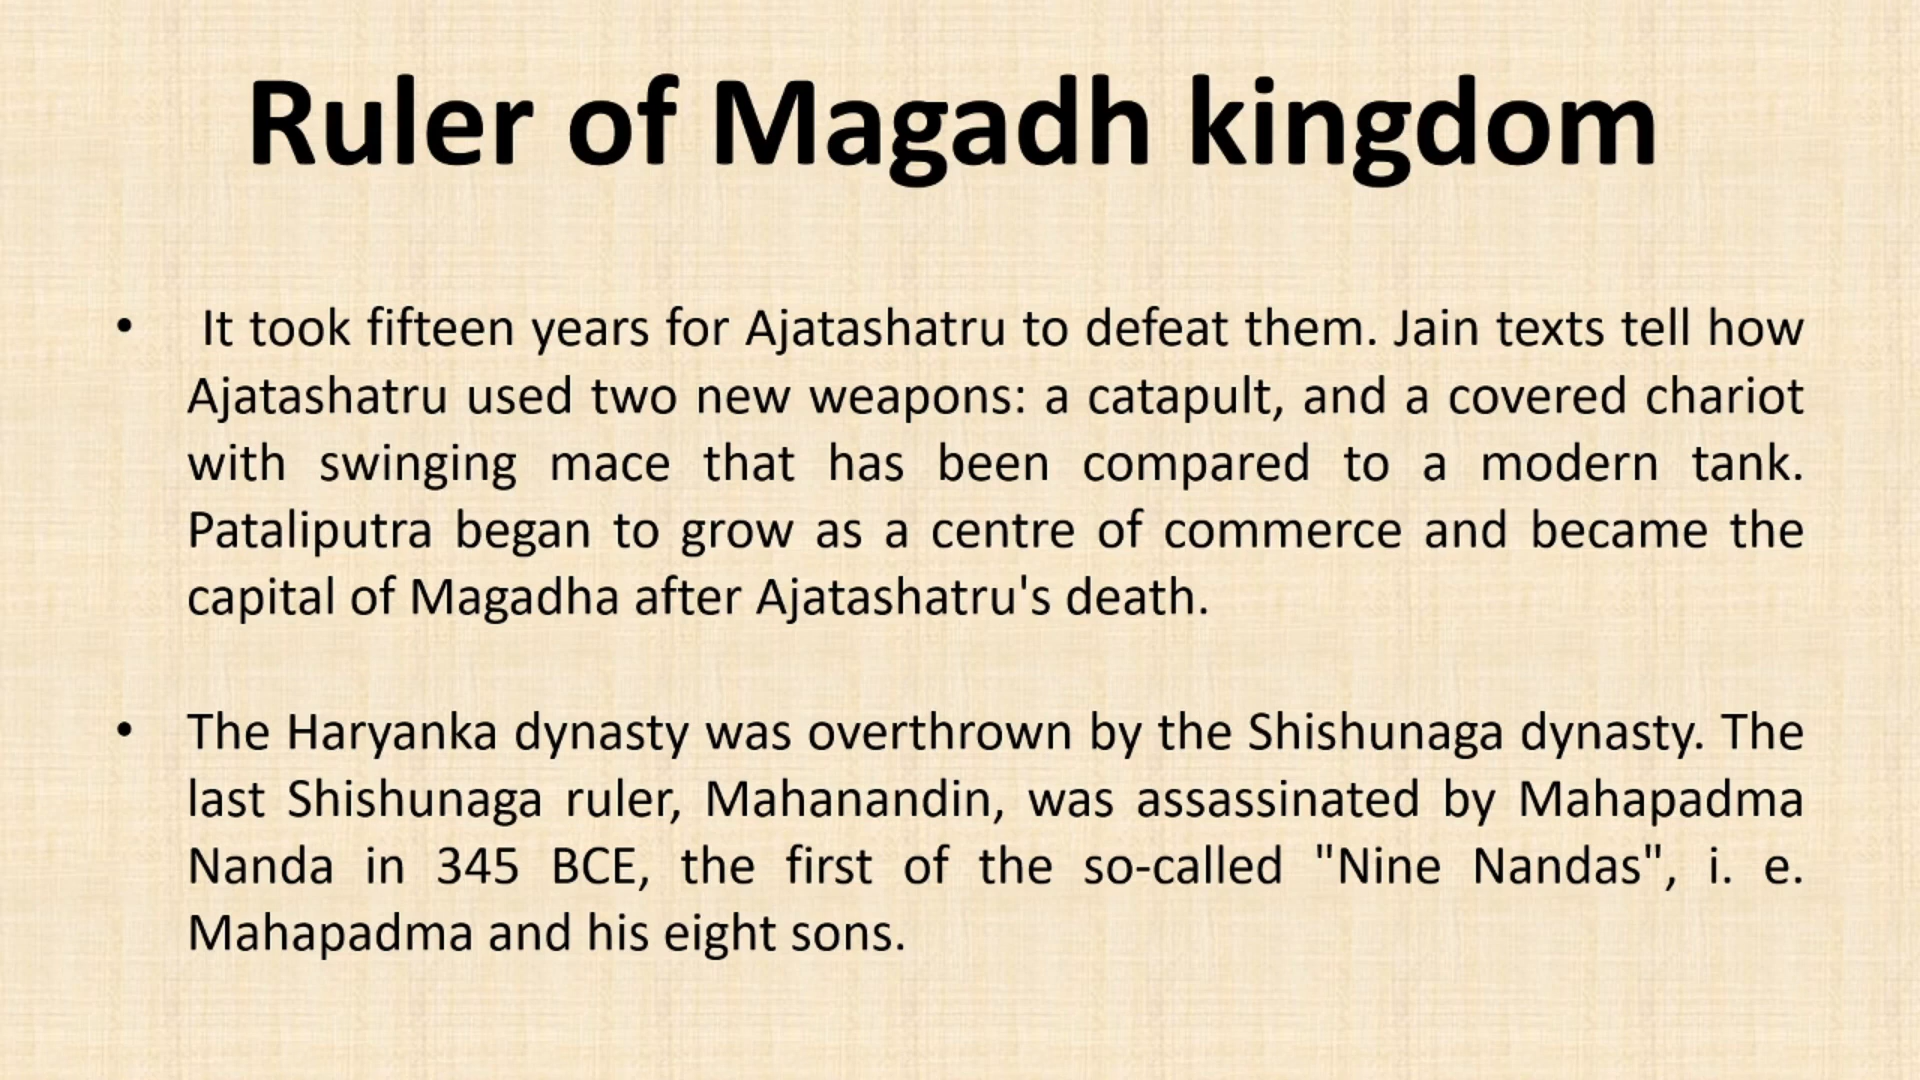 Ruler of Magadh kingdom
• It took fifteen years for Ajatashatru to defeat them. Jain texts tell how
Ajatashatru used two new weapons: a catapult, and a covered chariot
with swinging mace that has been compared to a modern tank.
Pataliputra began to grow as a centre of commerce and became the
capital of Magadha after Ajatashatru's death.
• The Haryanka dynasty was overthrown by the Shishunaga dynasty. The
last Shishunaga ruler, Mahanandin, was assassinated by Mahapadma
Nanda in 345 BCE, the first of the so-called "Nine Nandas", i. e.
Mahapadma and his eight sons.